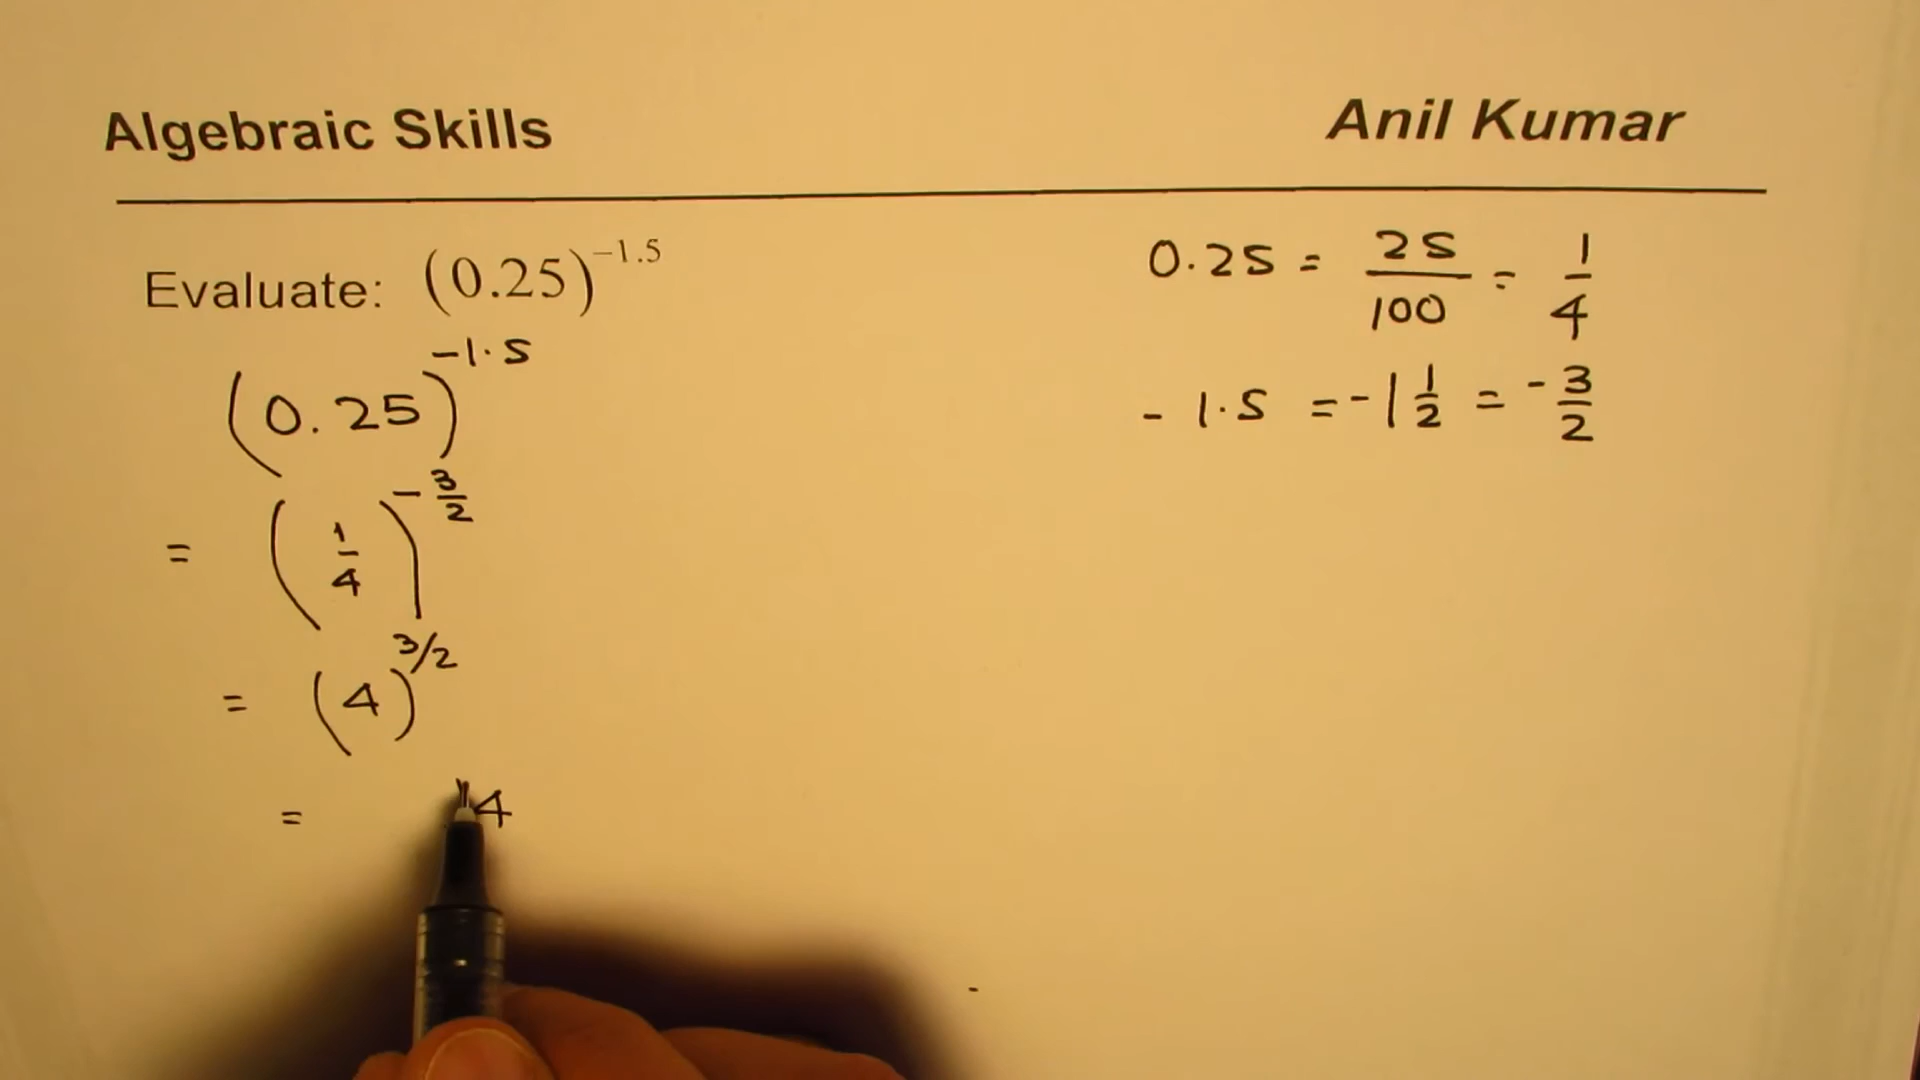 Algebraic Skills Anil Kumar
Evaluate: (0.25)^−1.5
0.25 = 25/100 = 1/4
- 1.5 = -1 1/2 = -3/2
(0.25)^-1.5
= (1/4)^-3/2
= (4)^3/2
= 4